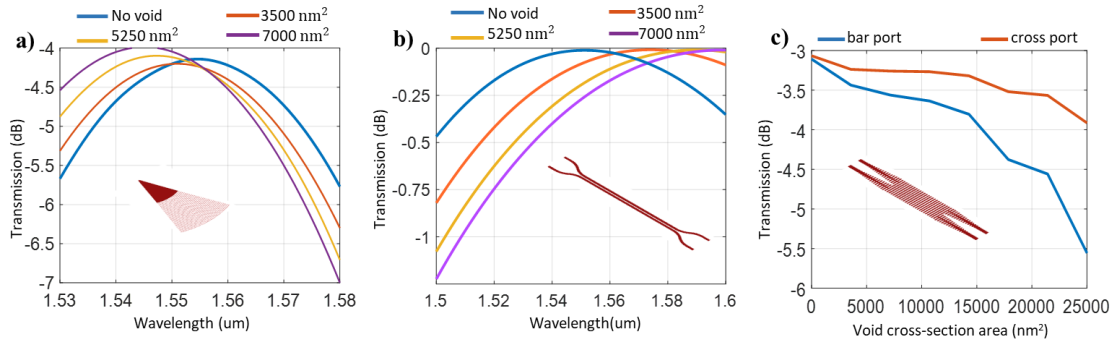 a)
No void
3500 nm²
5250 nm²
7000 nm²
Transmission (dB)
-4
-4.5
-5
-5.5
-6
-6.5
-7
1.53
1.54
1.55
1.56
1.57
1.58
Wavelength (um)
b)
No void
3500 nm²
5250 nm²
7000 nm²
Transmission (dB)
0
-0.25
-0.5
-0.75
-1
1.5
1.52
1.54
1.56
1.58
1.6
Wavelength(um)
c)
bar port
cross port
Transmission (dB)
-3
-3.5
-4
-4.5
-5
-5.5
-6
0
5000
10000
15000
20000
25000
Void cross-section area (nm²)